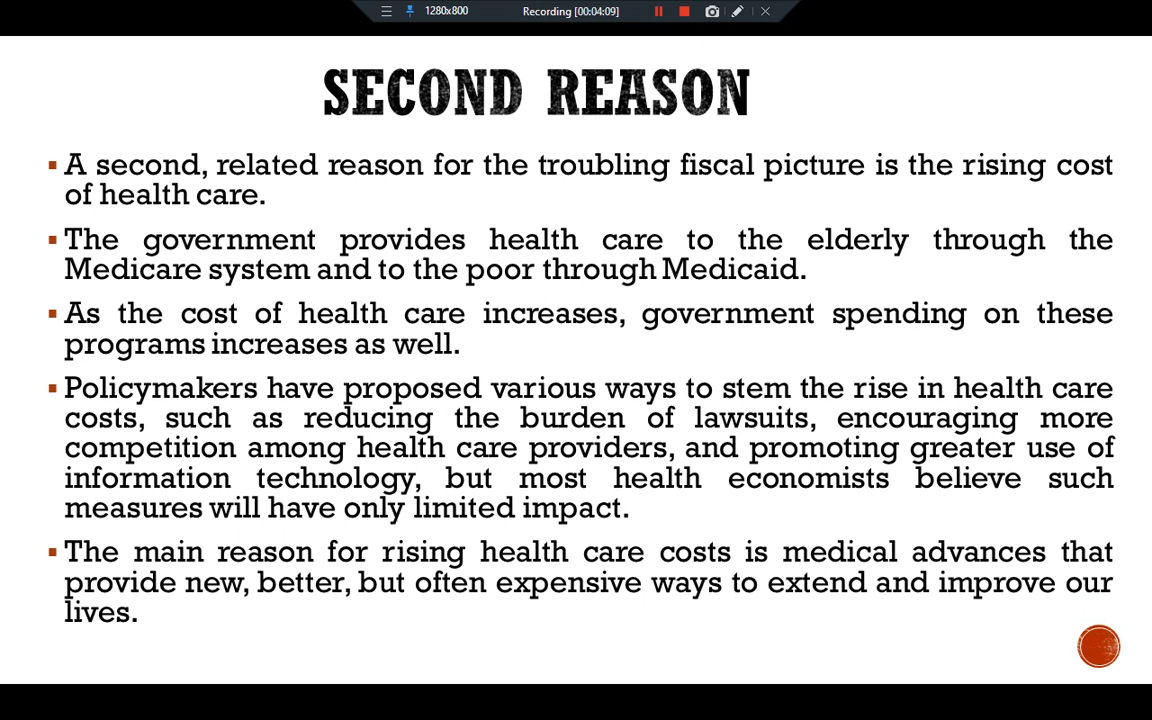 1280x800 Recording [00:04:09]
SECOND REASON
▪ A second, related reason for the troubling fiscal picture is the rising cost
of health care.
▪ The government provides health care to the elderly through the
Medicare system and to the poor through Medicaid.
▪ As the cost of health care increases, government spending on these
programs increases as well.
▪ Policymakers have proposed various ways to stem the rise in health care
costs, such as reducing the burden of lawsuits, encouraging more
competition among health care providers, and promoting greater use of
information technology, but most health economists believe such
measures will have only limited impact.
▪ The main reason for rising health care costs is medical advances that
provide new, better, but often expensive ways to extend and improve our
lives.